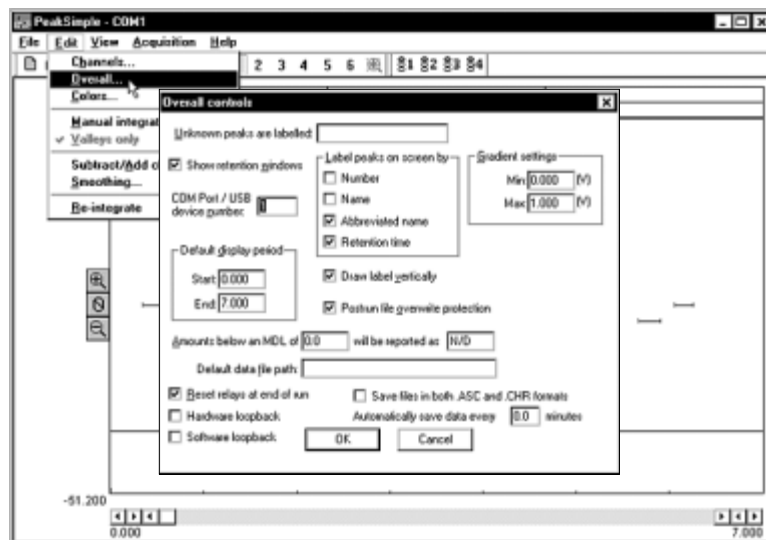 PeakSimple - COM1
File Edit View Acquisition Help
Channels...
2 3 4 5 6 1 2 3 4
Overall...
Colors...
Manual integrat
Valleys only
Subtract/Add c
Smoothing...
Re-integrate
Overall controls
Unknown peaks are labelled:
Show retention windows
Label peaks on screen by
Gradient settings
Number
Min: 0.000 (V)
Name
Max: 1.000 (V)
COM Port / USB
device number:
Abbreviated name
Retention time
Default display period
Start: 0.000
End: 7.000
Draw label vertically
Postrun file overwrite protection
Amounts below an MDL of 0.0 will be reported as N/D
Default data file path:
Reset relays at end of run
Save files in both .ASC and .CHR formats
Hardware loopback
Automatically save data every 0.0 minutes
Software loopback
OK Cancel
-51.200
0.000 7.000